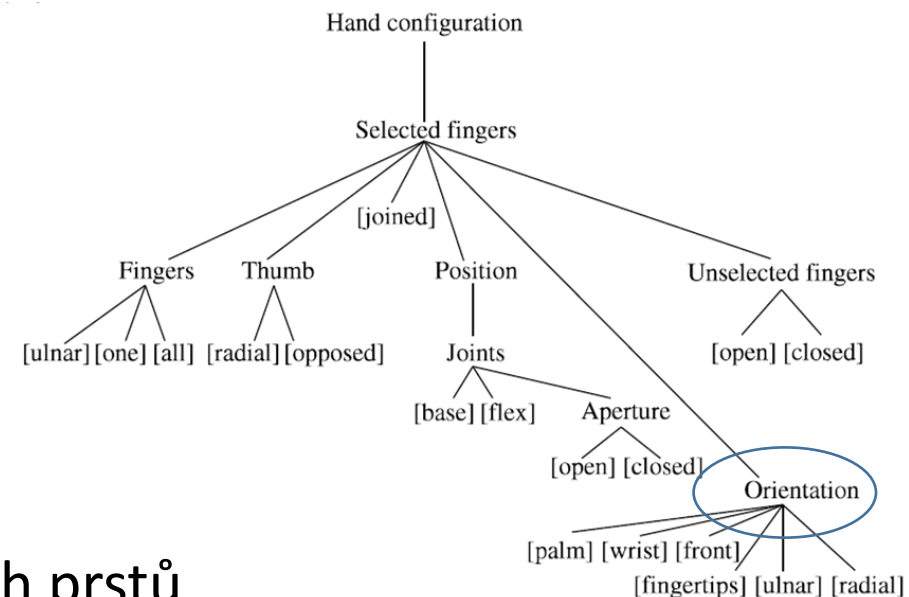 Hand configuration
Selected fingers
[joined]
Fingers Thumb Position Unselected fingers
[ulnar] [one] [all] [radial] [opposed] Joints [open] [closed]
[base] [flex] Aperture
[open] [closed]
Orientation
[palm] [wrist] [front]
[fingertips] [ulnar] [radial]
h prstů